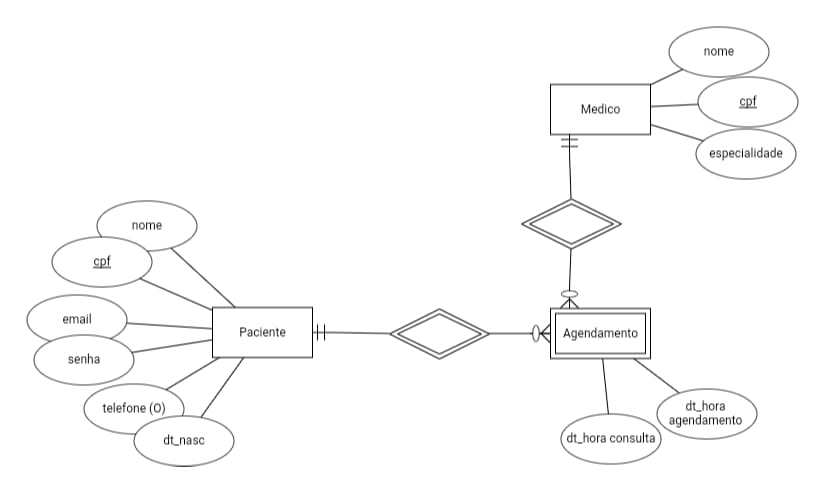 nome
Medico
cpf
especialidade
nome
cpf
email
Paciente
Agendamento
senha
telefone (O)
dt_hora
agendamento
dt_nasc
dt_hora consulta